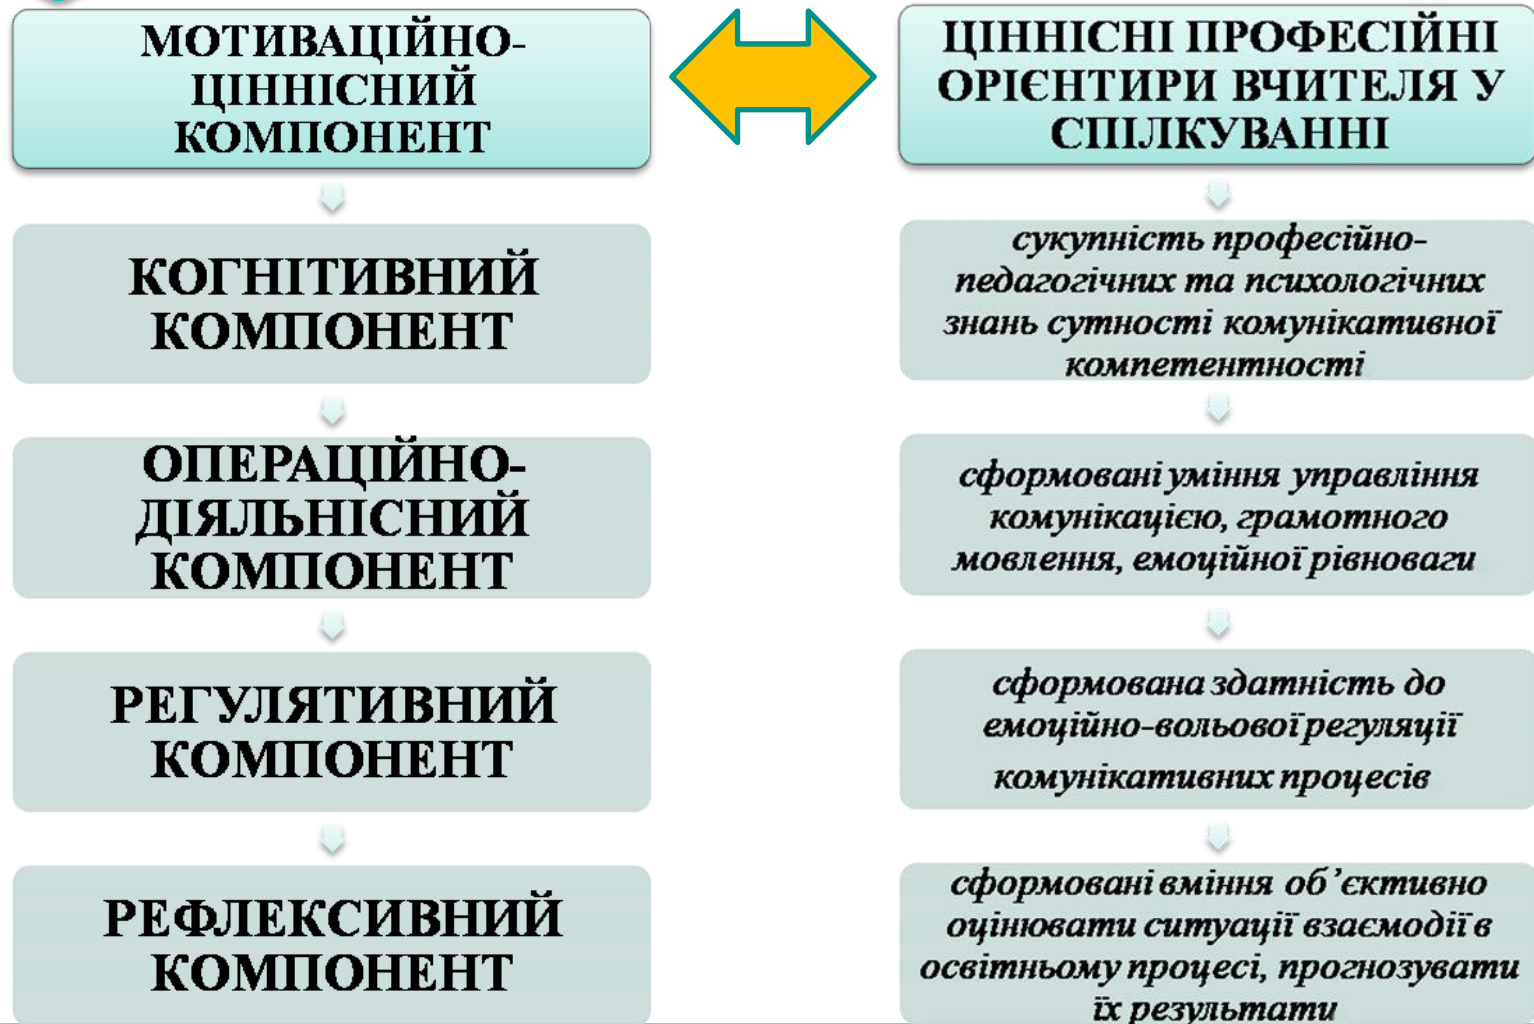 МОТИВАЦІЙНО-
ЦІННІСНИЙ
КОМПОНЕНТ
ЦІННІСНІ ПРОФЕСІЙНІ
ОРІЄНТИРИ ВЧИТЕЛЯ У
СПІЛКУВАННІ
КОГНІТИВНИЙ
КОМПОНЕНТ
сукупність професійно-
педагогічних та психологічних
знань сутності комунікативної
компетентності
ОПЕРАЦІЙНО-
ДІЯЛЬНІСНИЙ
КОМПОНЕНТ
сформовані уміння управління
комунікацією, грамотного
мовлення, емоційної рівноваги
РЕГУЛЯТИВНИЙ
КОМПОНЕНТ
сформована здатність до
емоційно-вольової регуляції
комунікативних процесів
РЕФЛЕКСИВНИЙ
КОМПОНЕНТ
сформовані вміння об’єктивно
оцінювати ситуації взаємодії в
освітньому процесі, прогнозувати
їх результати